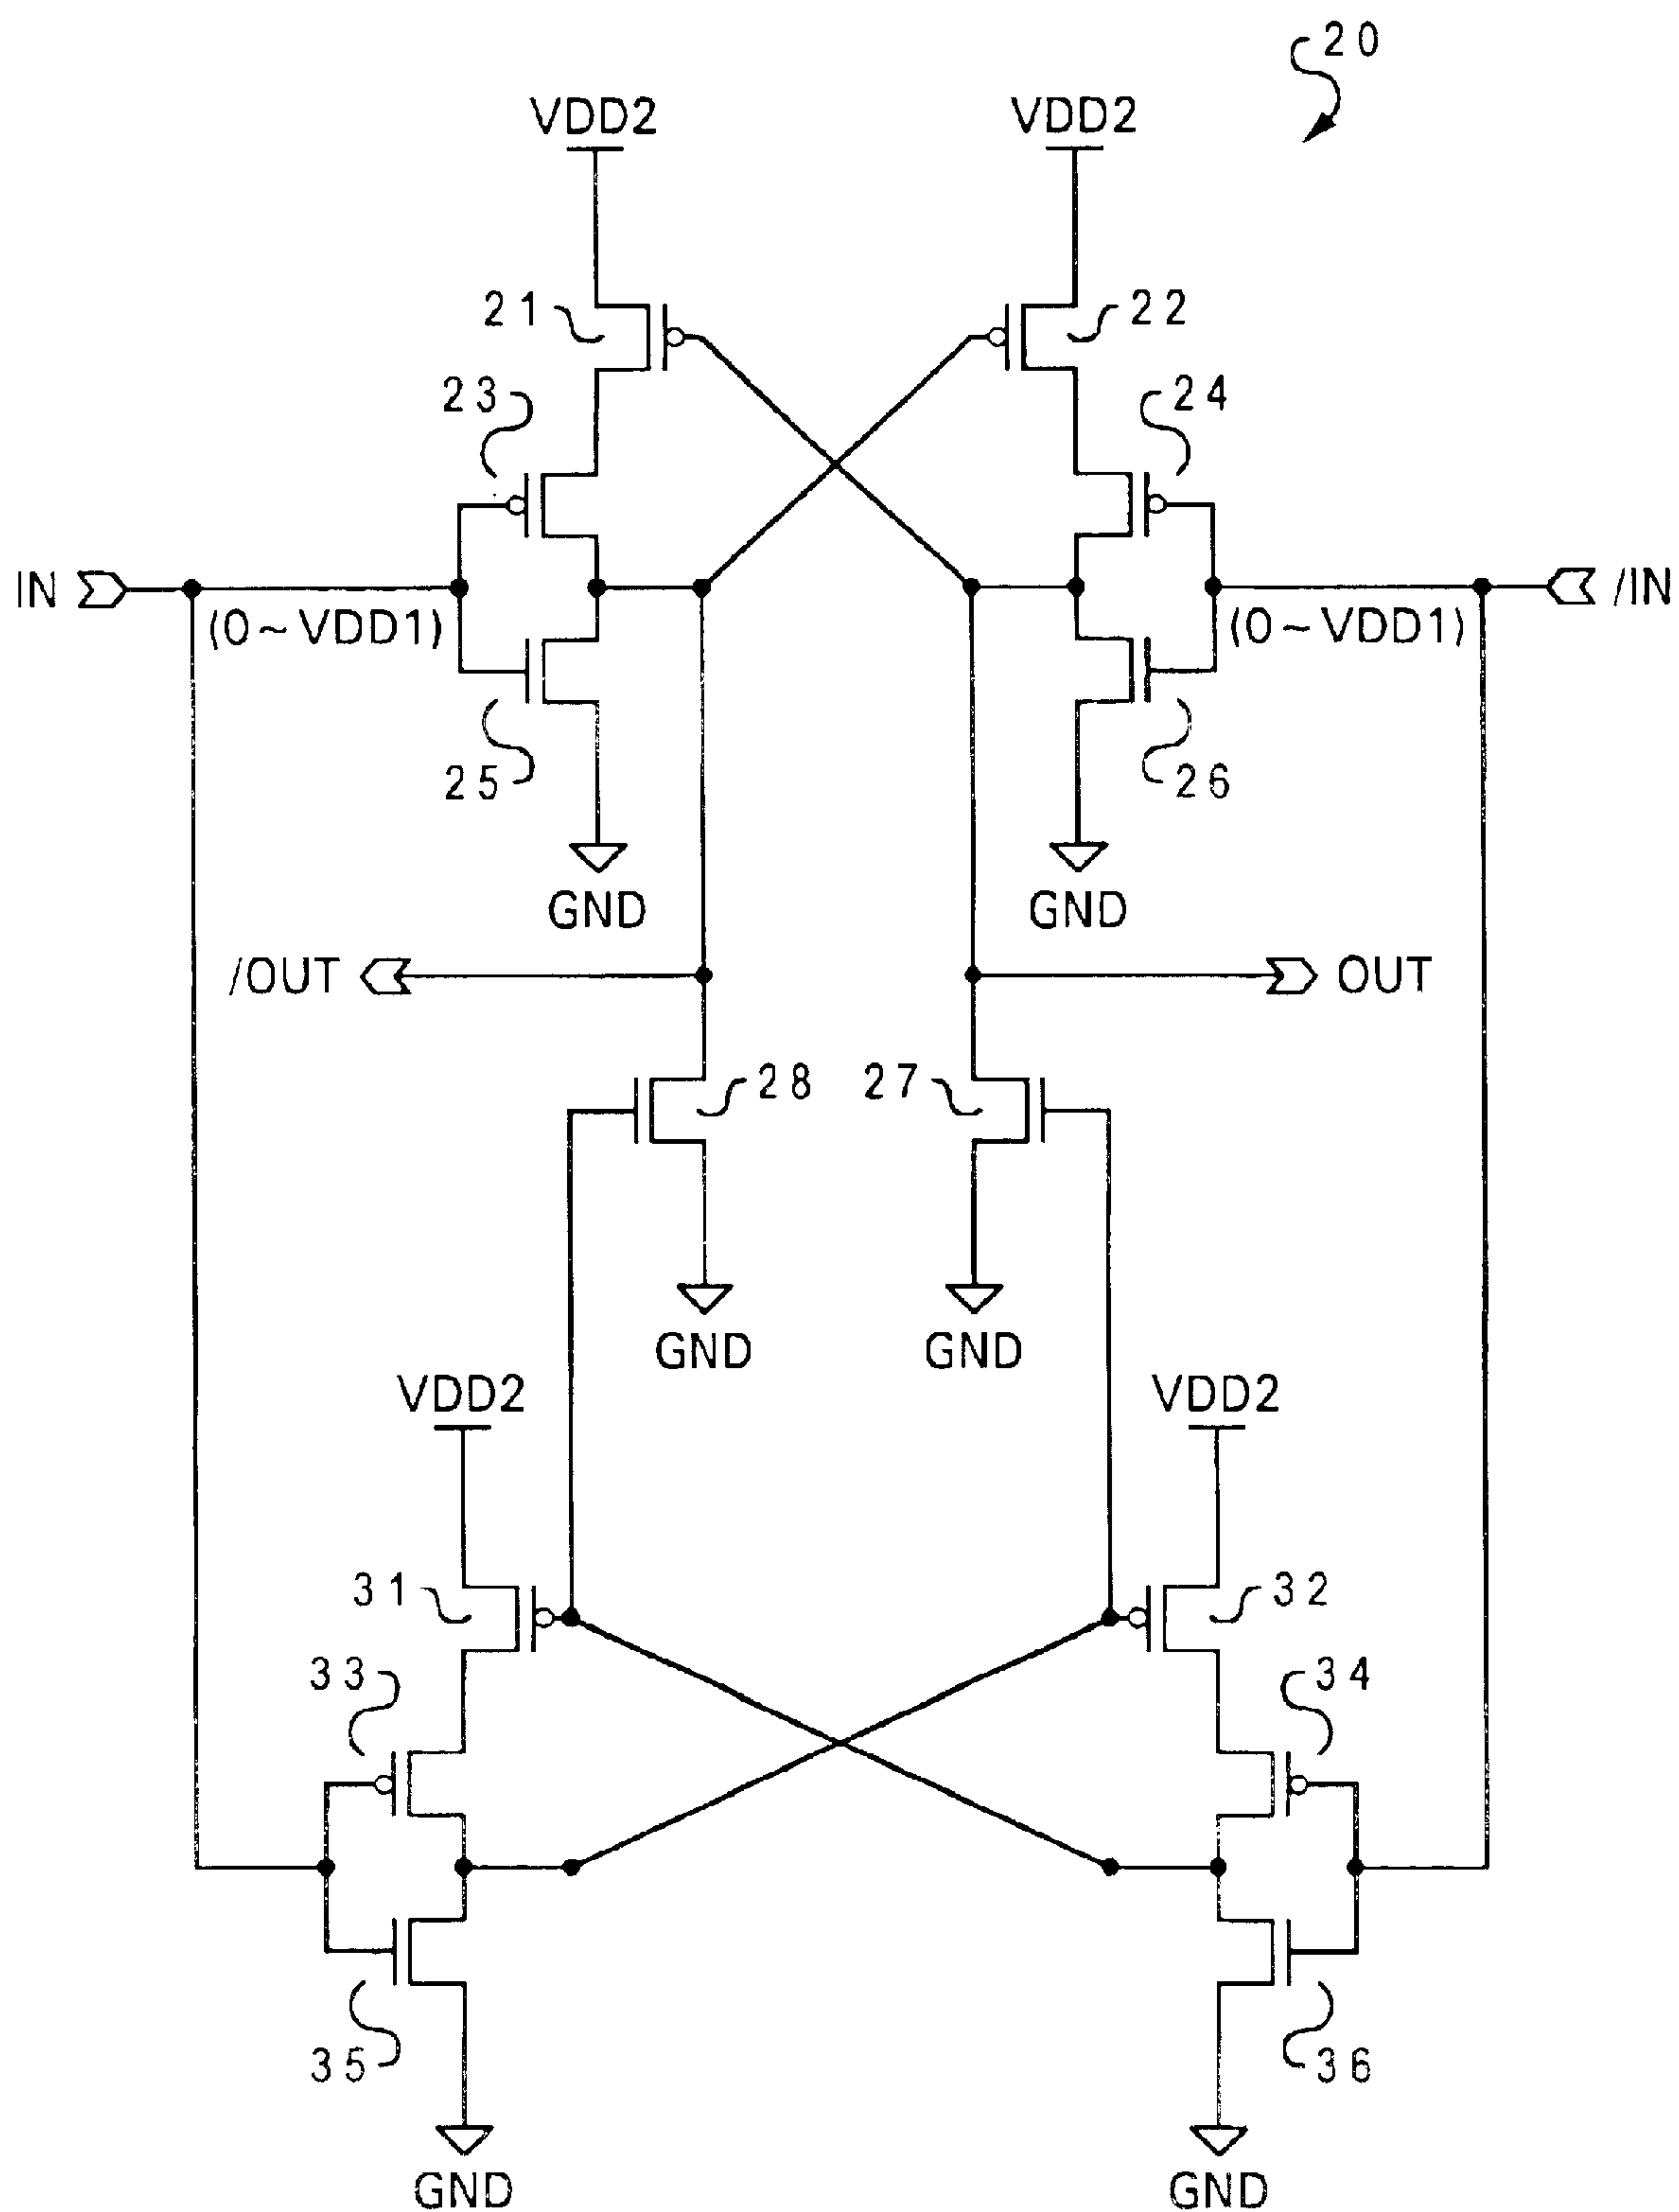 20
VDD2 VDD2
21 22
23 24
IN (0~VDD1) (0~VDD1) /IN
25 26
GND GND
/OUT OUT
28 27
GND GND
VDD2 VDD2
31 32
33 34
35 36
GND GND